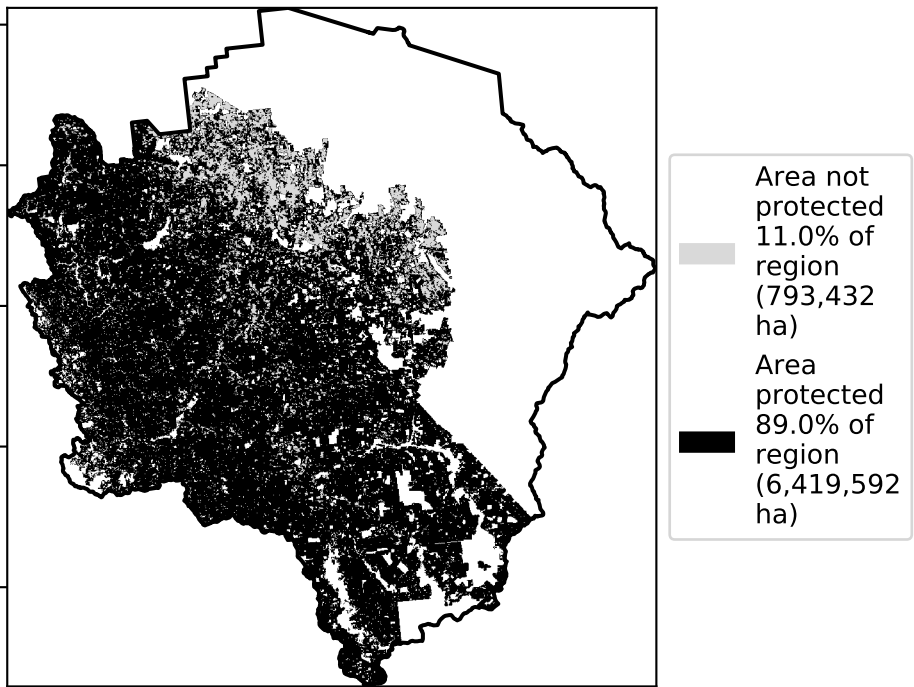 Area not
protected
11.0% of
region
(793,432
ha)
Area
protected
89.0% of
region
(6,419,592
ha)